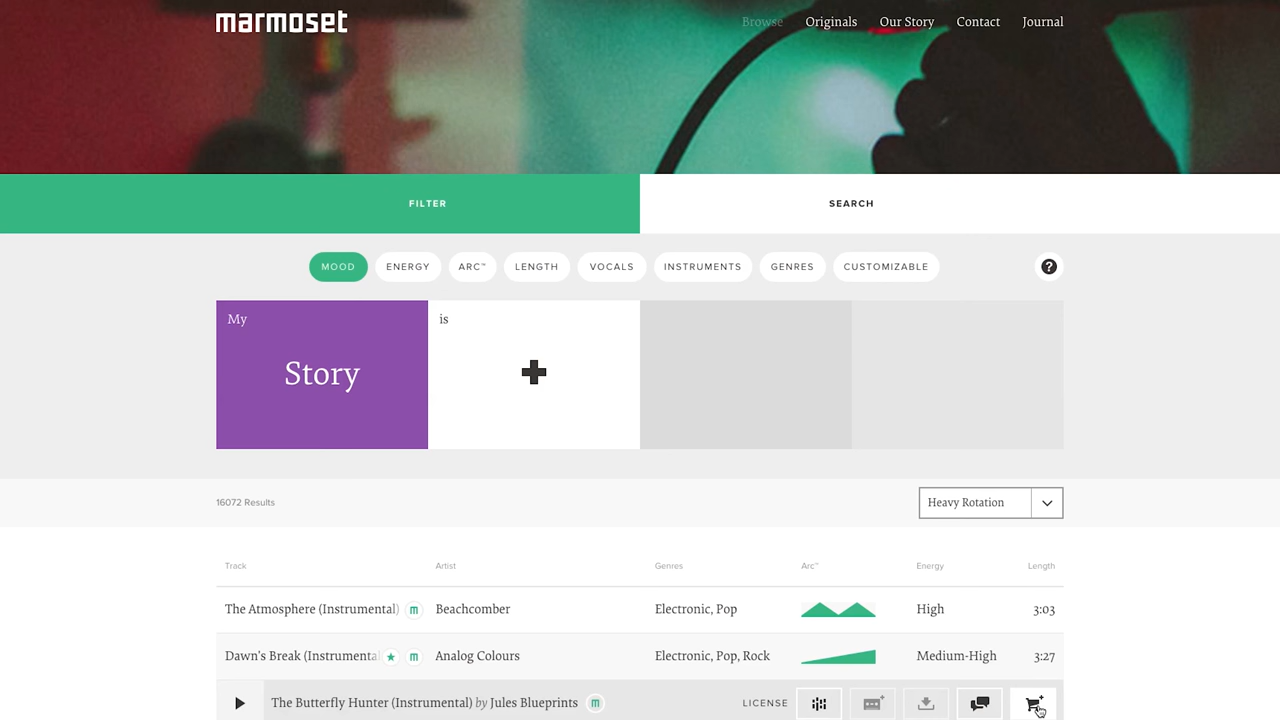 marmoset
Browse Originals Our Story Contact Journal
FILTER SEARCH
MOOD ENERGY ARC™ LENGTH VOCALS INSTRUMENTS GENRES CUSTOMIZABLE ?
My is
Story
16072 Results Heavy Rotation
Track Artist Genres Arc™ Energy Length
The Atmosphere (Instrumental) m Beachcomber Electronic, Pop High 3:03
Dawn's Break (Instrumenta m Analog Colours Electronic, Pop, Rock Medium-High 3:27
The Butterfly Hunter (Instrumental) by Jules Blueprints m LICENSE